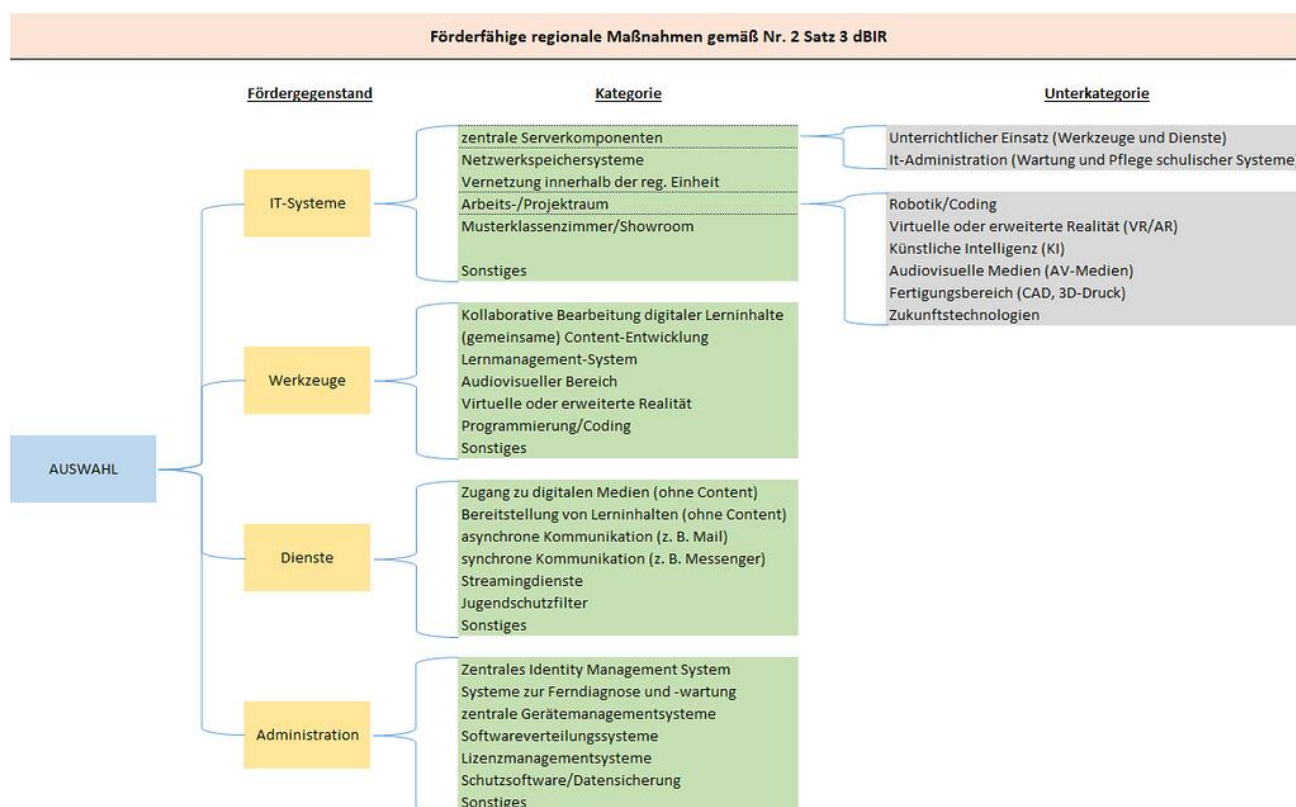 Förderfähige regionale Maßnahmen gemäß Nr. 2 Satz 3 dBIR
Fördergegenstand
Kategorie
Unterkategorie
AUSWAHL
IT-Systeme
zentrale Serverkomponenten
Netzwerkspeichersysteme
Vernetzung innerhalb der reg. Einheit
Arbeits-/Projektraum
Musterklassenzimmer/Showroom
Sonstiges
Unterrichtlicher Einsatz (Werkzeuge und Dienste)
It-Administration (Wartung und Pflege schulischer Systeme)
Robotik/Coding
Virtuelle oder erweiterte Realität (VR/AR)
Künstliche Intelligenz (KI)
Audiovisuelle Medien (AV-Medien)
Fertigungsbereich (CAD, 3D-Druck)
Zukunftstechnologien
Werkzeuge
Kollaborative Bearbeitung digitaler Lerninhalte
(gemeinsame) Content-Entwicklung
Lernmanagement-System
Audiovisueller Bereich
Virtuelle oder erweiterte Realität
Programmierung/Coding
Sonstiges
Dienste
Zugang zu digitalen Medien (ohne Content)
Bereitstellung von Lerninhalten (ohne Content)
asynchrone Kommunikation (z. B. Mail)
synchrone Kommunikation (z. B. Messenger)
Streamingdienste
Jugendschutzfilter
Sonstiges
Administration
Zentrales Identity Management System
Systeme zur Ferndiagnose und -wartung
zentrale Gerätemanagementsysteme
Softwareverteilungssysteme
Lizenzmanagementsysteme
Schutzsoftware/Datensicherung
Sonstiges